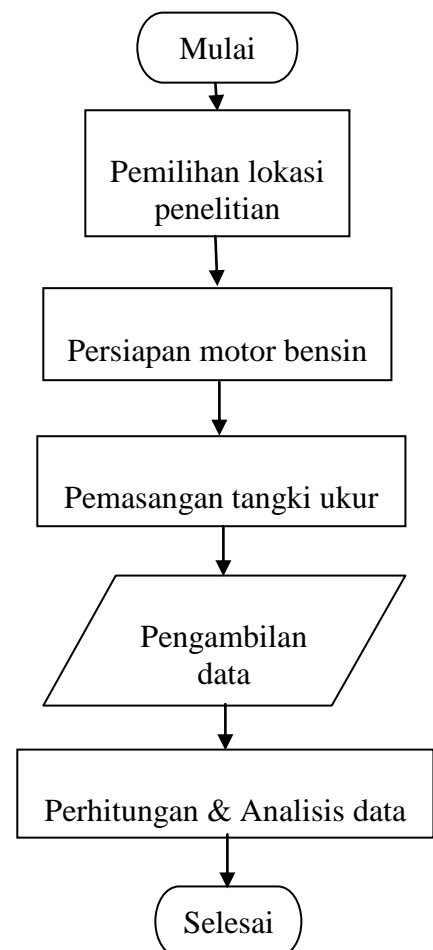 Mulai
Pemilihan lokasi
penelitian
Persiapan motor bensin
Pemasangan tangki ukur
Pengambilan
data
Perhitungan & Analisis data
Selesai